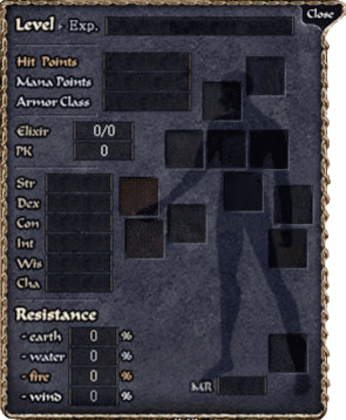 Close
Level - Exp.
Hit Points
Mana Points
Armor Class
Elixir 0/0
PK 0
Str
Dex
Con
Int
Wis
Cha
Resistance
- earth 0 %
- water 0 %
- fire 0 %
- wind 0 %
MR